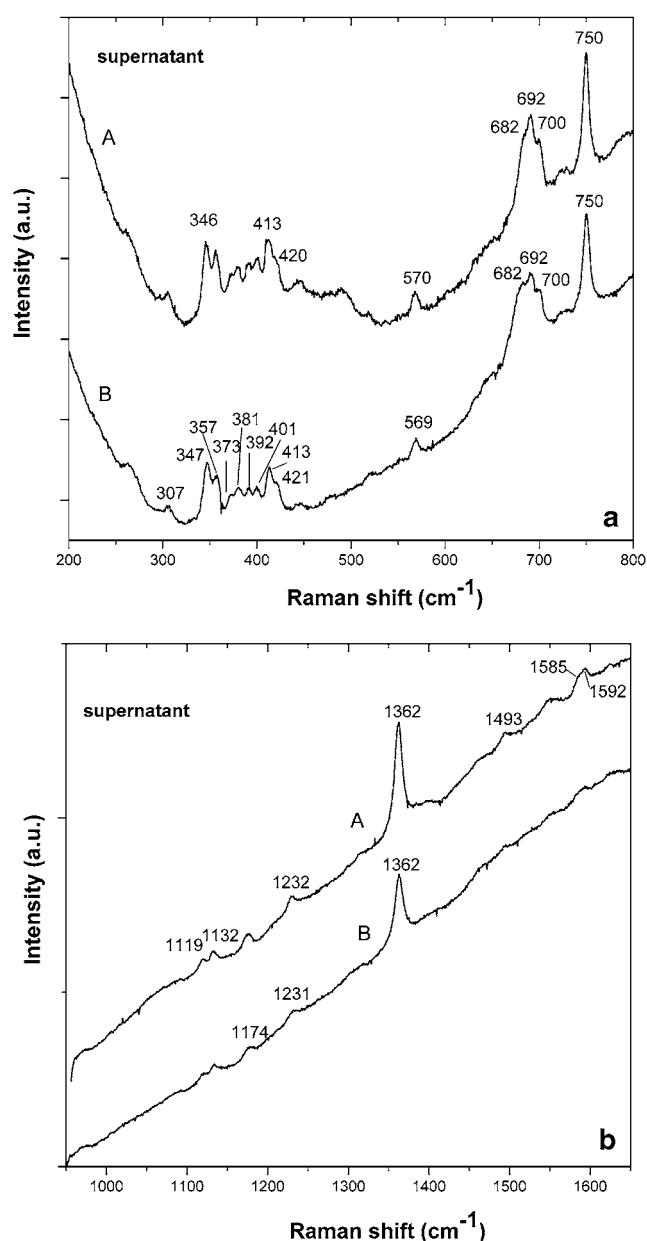 supernatant
750
692
682
700
A
346
413
420
570
750
692
682
700
B
357
381
373
392
401
347
413
421
307
569
a
200 300 400 500 600 700 800
Intensity (a.u.)
Raman shift (cm-1)
supernatant
1585
1592
1362
1493
A
1362
1232
1119 1132
B
1231
1174
b
1000 1100 1200 1300 1400 1500 1600
Intensity (a.u.)
Raman shift (cm-1)